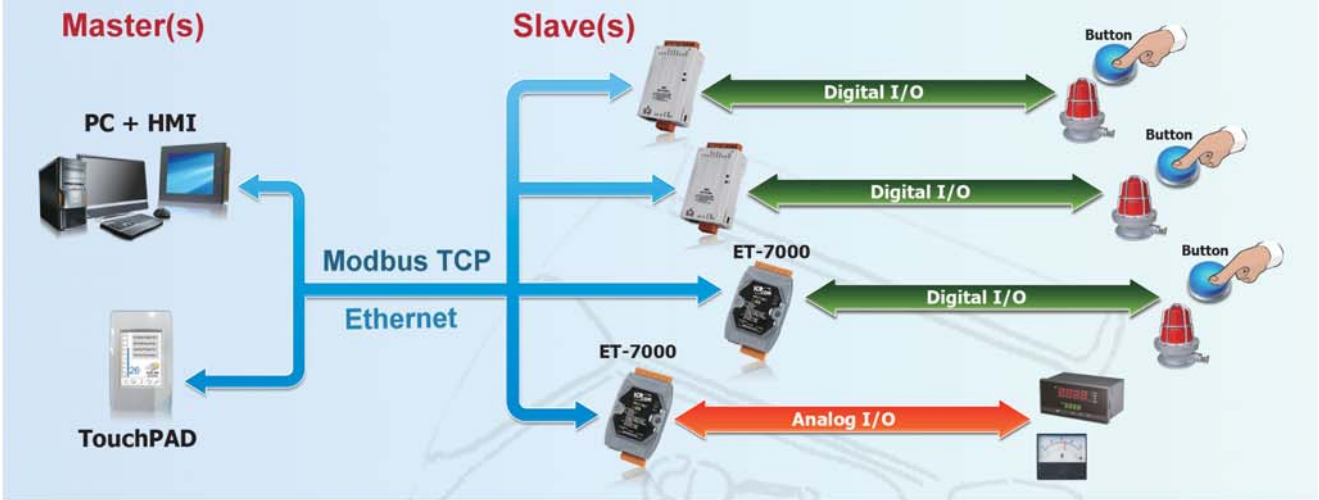 Master(s)
Slave(s)
PC + HMI
Button
Digital I/O
Button
Digital I/O
Modbus TCP
Ethernet
ET-7000
Button
Digital I/O
TouchPAD
ET-7000
Analog I/O